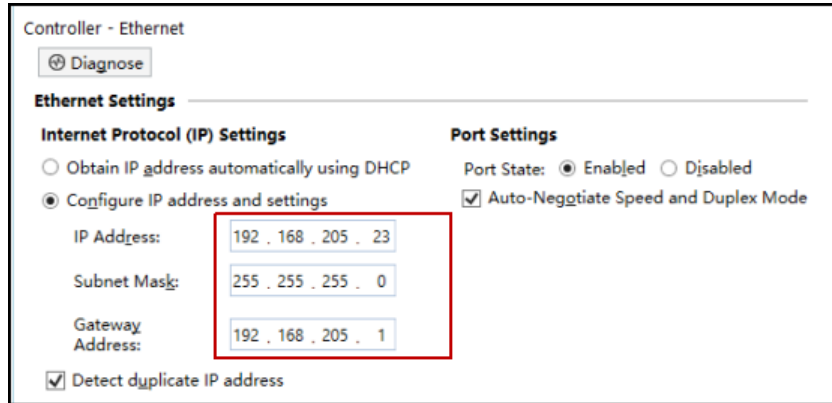 Controller - Ethernet
Diagnose
Ethernet Settings
Internet Protocol (IP) Settings
Port Settings
Obtain IP address automatically using DHCP
Port State: Enabled Disabled
Configure IP address and settings
Auto-Negotiate Speed and Duplex Mode
IP Address: 192 . 168 . 205 . 23
Subnet Mask: 255 . 255 . 255 . 0
Gateway
Address: 192 . 168 . 205 . 1
Detect duplicate IP address